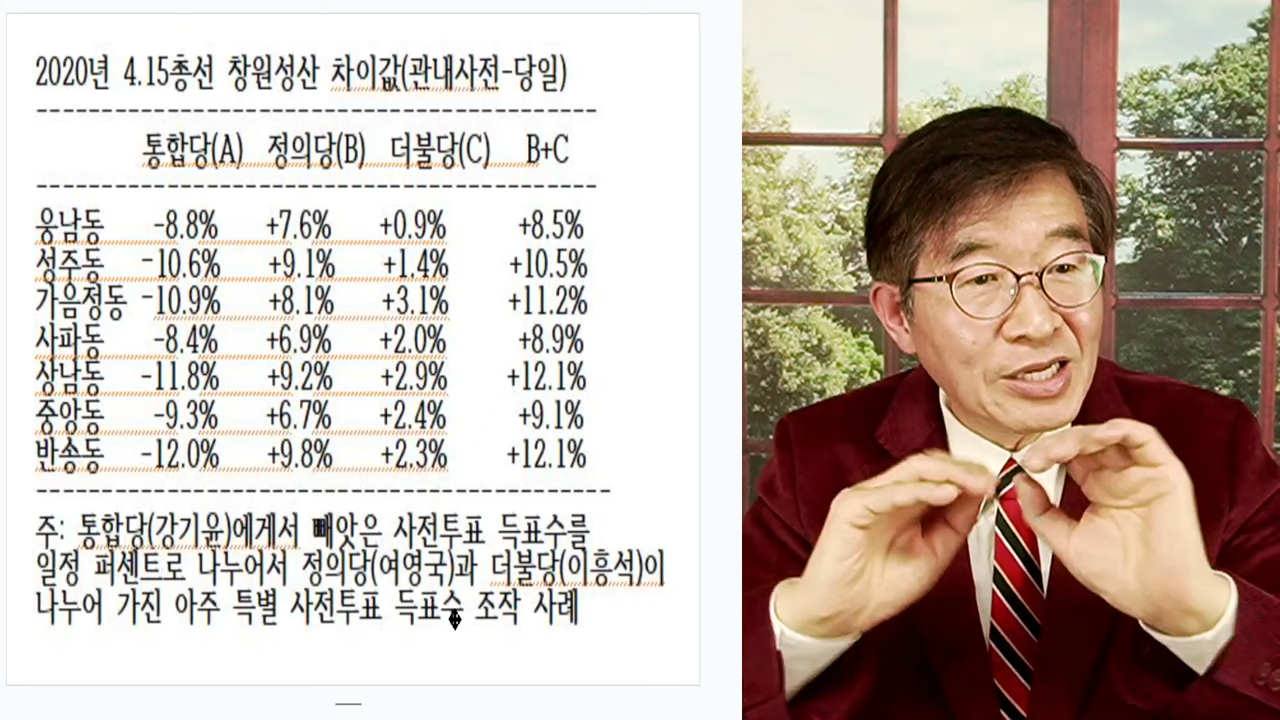 2020년 4.15총선 창원성산 차이값(관내사전-당일)
통합당(A) 정의당(B) 더불당(C) B+C
웅남동 -8.8% +7.6% +0.9% +8.5%
성주동 -10.6% +9.1% +1.4% +10.5%
가음정동 -10.9% +8.1% +3.1% +11.2%
사파동 -8.4% +6.9% +2.0% +8.9%
상남동 -11.8% +9.2% +2.9% +12.1%
중앙동 -9.3% +6.7% +2.4% +9.1%
반송동 -12.0% +9.8% +2.3% +12.1%
주: 통합당(강기윤)에게서 빼앗은 사전투표 득표수를
일정 퍼센트로 나누어서 정의당(여영국)과 더불당(이흥석)이
나누어 가진 아주 특별 사전투표 득표수 조작 사례